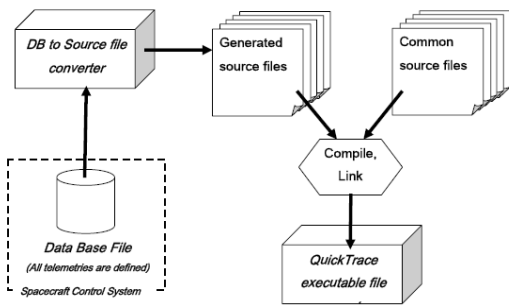 DB to Source file
converter
Generated
source files
Common
source files
Compile,
Link
Data Base File
(All telemetries are defined)
Spacecraft Control System
QuickTrace
executable file